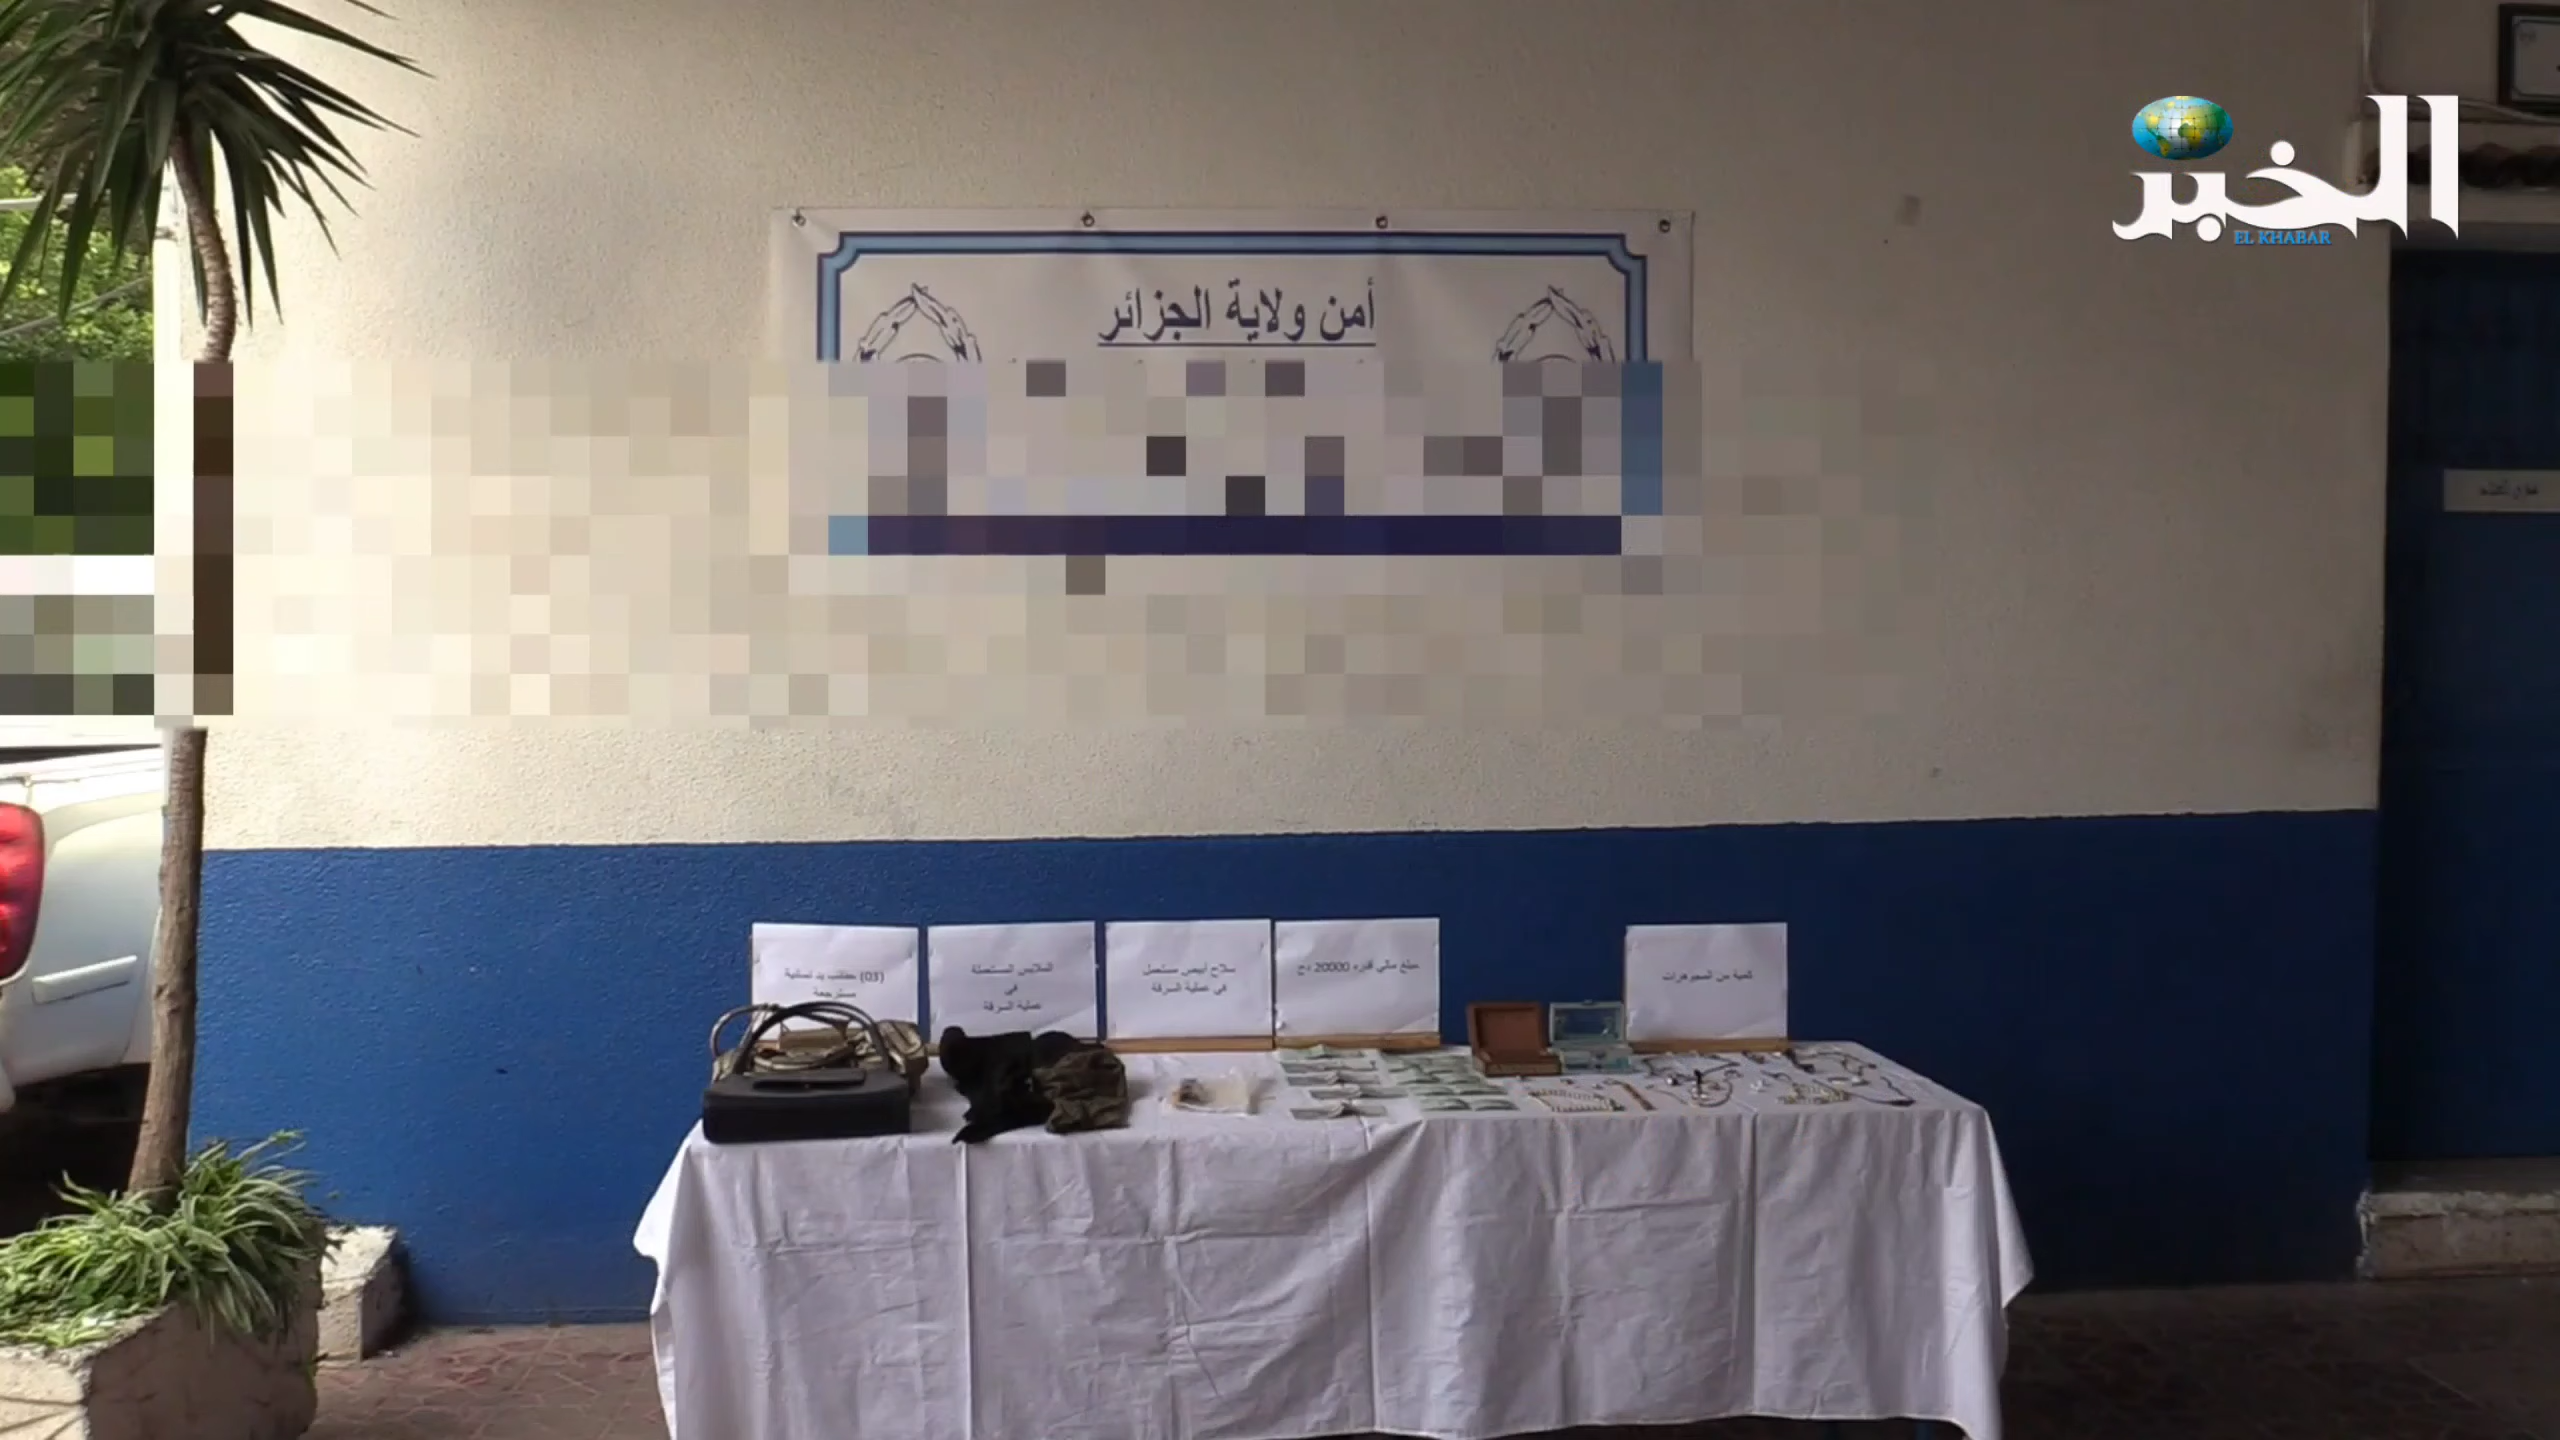 الخبر
EL KHABAR
أمن ولاية الجزائر
(03) حقائب يد نسائية
مسترجعة
الملابس المستعملة
في
عملية السرقة
سلاح أبيض مستعمل
في عملية السرقة
مبلغ مالي قدره 20000 دج
كمية من المجوهرات